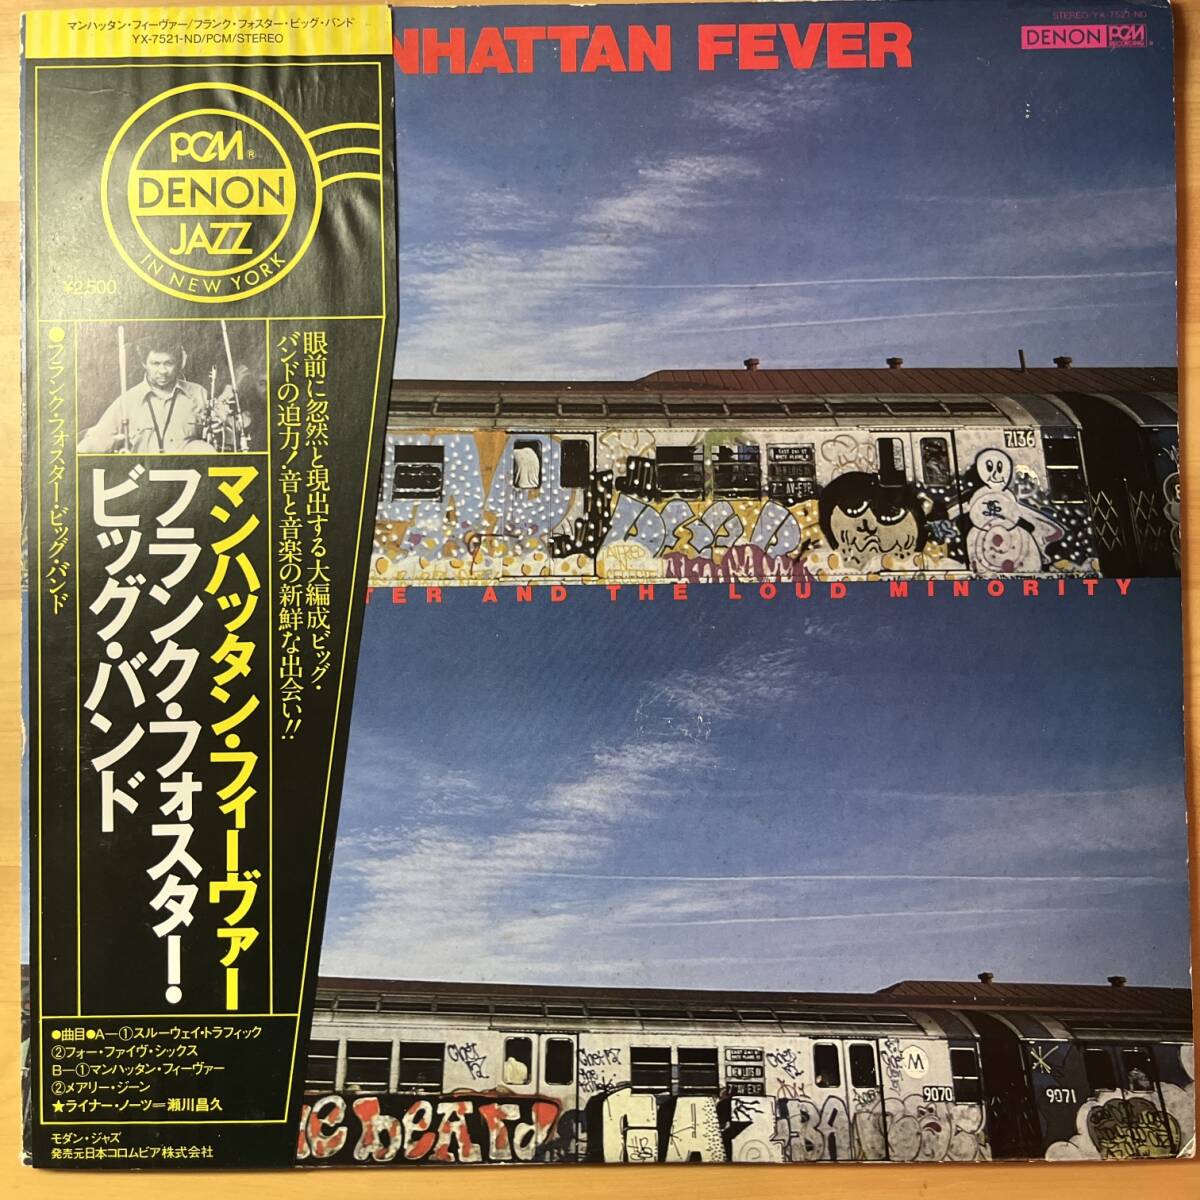 マンハッタン・フィーヴァー/フランク・フォスター・ビッグ・バンド
YX-7521-ND/PCM/STEREO
NHATTAN FEVER
STEREO YX-7521-ND
DENON PCM
RECORDING
PCM®
DENON
JAZZ
IN NEW YORK
¥2,500
眼前に忽然と現出する大編成ビッグ・
バンドの迫力!音と音楽の新鮮な出会い!!
●フランク・フォスター・ビッグ・バンド
マンハッタン・フィーヴァー
フランク・フォスター・
ビッグ・バンド
7136
TER AND THE LOUD MINORITY
●曲目●A—①スルーウェイ・トラフィック
②フォー・ファイヴ・シックス
B—①マンハッタン・フィーヴァー
②メアリー・ジーン
★ライナー・ノーツ=瀬川昌久
モダン・ジャズ
発売元日本コロムビア株式会社
W
9070
9071